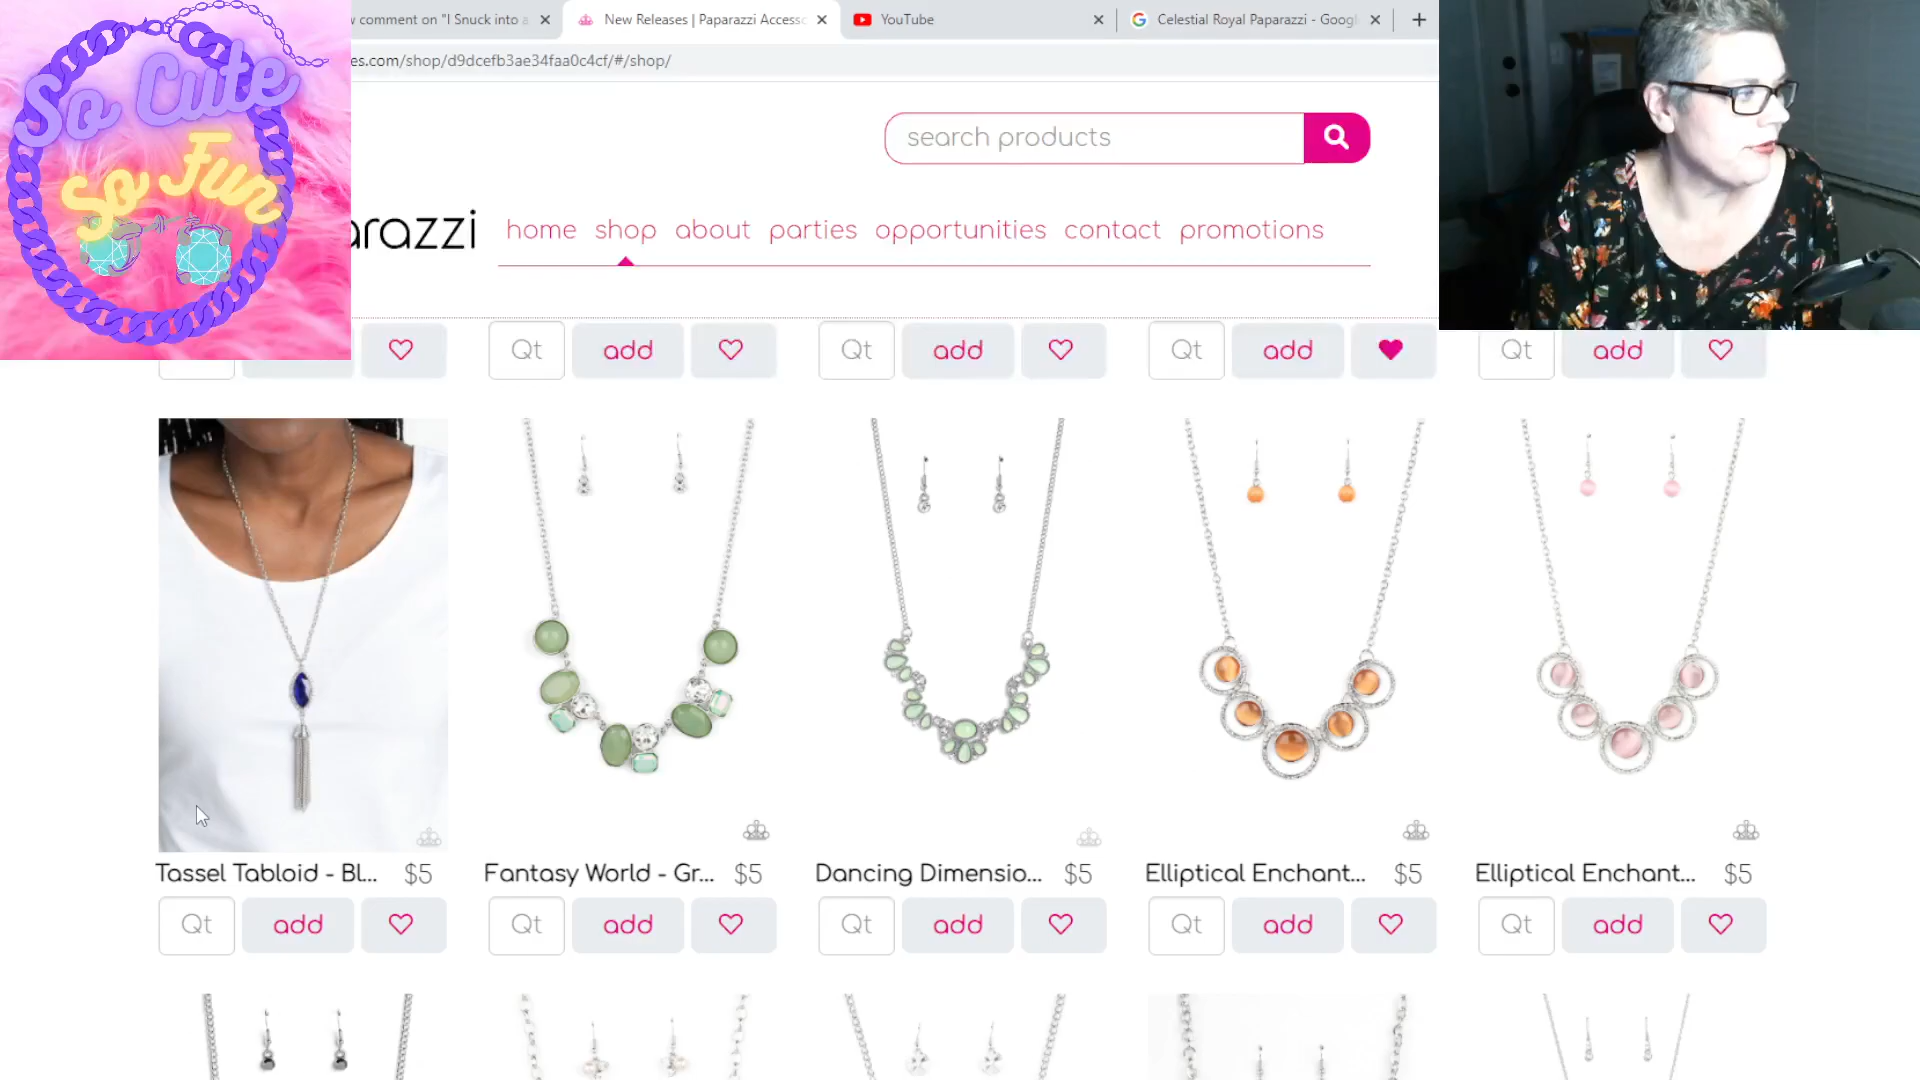 So Cute
So Fun
w comment on "I Snuck into a
New Releases | Paparazzi Accesso
YouTube
Celestial Royal Paparazzi - Googl
es.com/shop/d9dcefb3ae34faa0c4cf/#/shop/
search products
arazzi
home shop about parties opportunities contact promotions
Qt add Qt add Qt add Qt add
Tassel Tabloid - Bl... $5
Fantasy World - Gr... $5
Dancing Dimensio... $5
Elliptical Enchant... $5
Elliptical Enchant... $5
Qt add Qt add Qt add Qt add Qt add